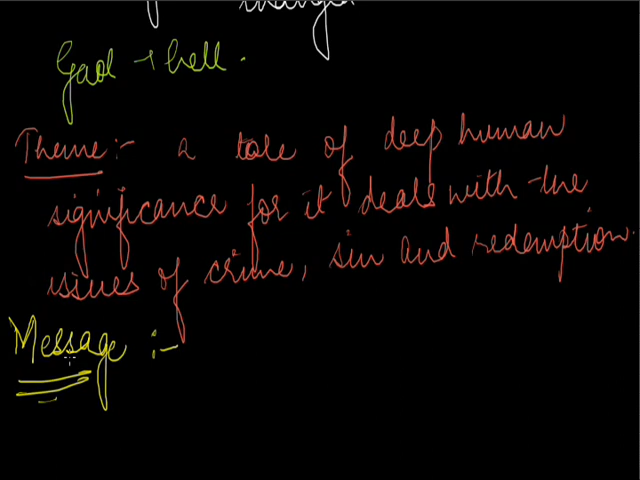 Gaol → hell.
Theme :- a tale of deep human
significance for it deals with the
issues of crime, sin and redemption.
Message :-